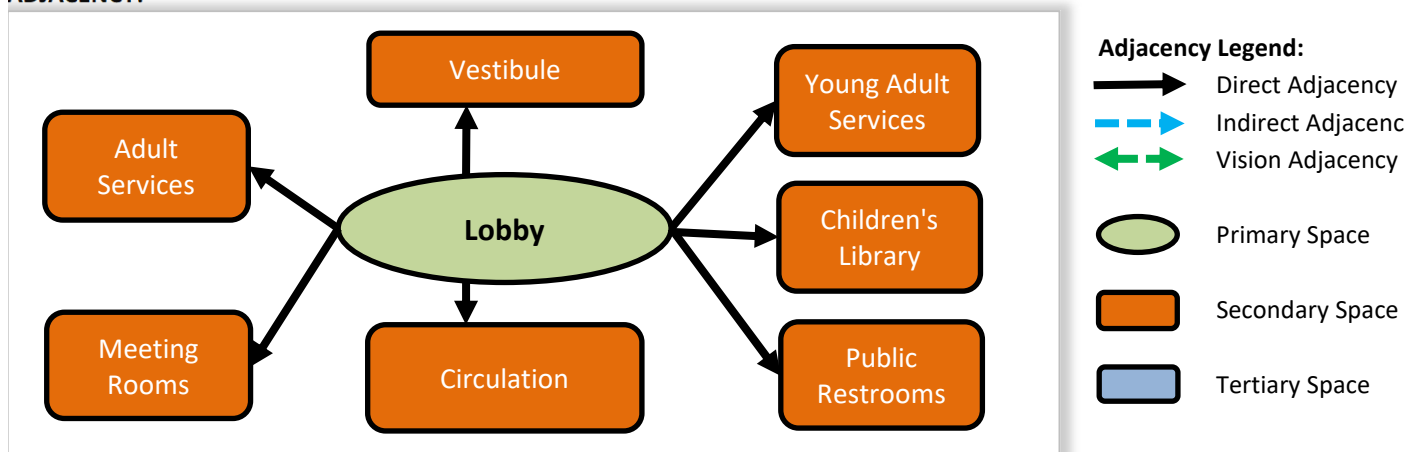 Vestibule
Young Adult
Services
Adult
Services
Lobby
Children's
Library
Meeting
Rooms
Circulation
Public
Restrooms
Adjacency Legend:
Direct Adjacency
Indirect Adjacenc
Vision Adjacency
Primary Space
Secondary Space
Tertiary Space